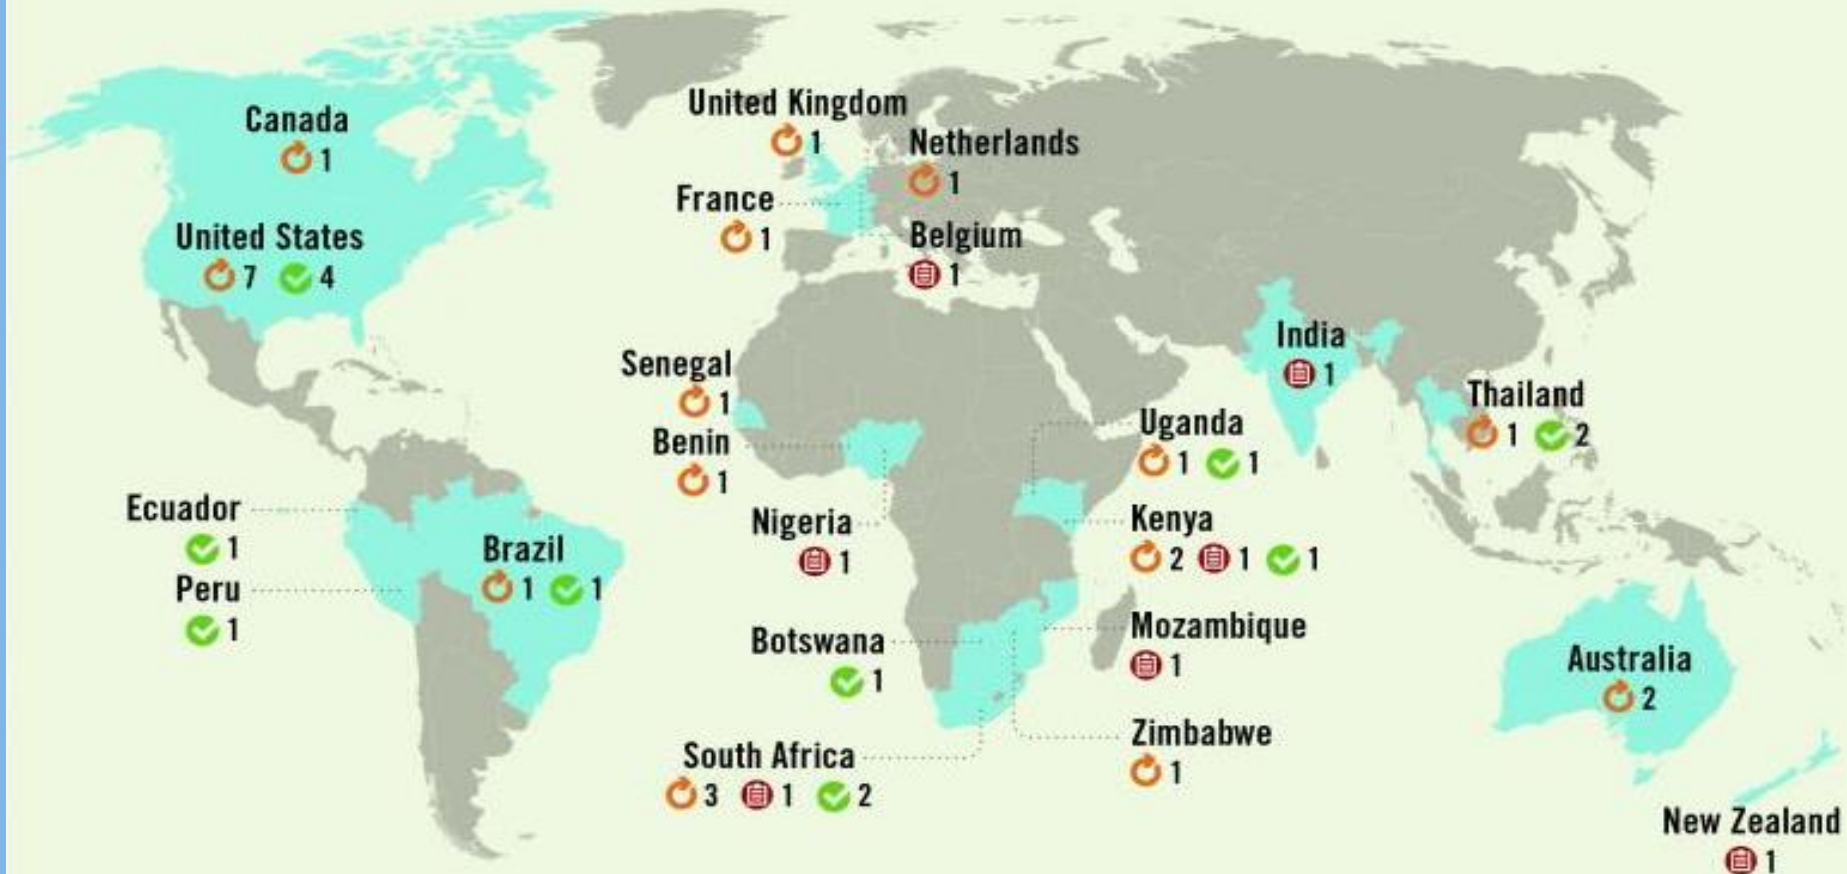 Canada
1
United States
7 4
United Kingdom
1
Netherlands
1
France
1
Belgium
1
Senegal
1
Benin
1
Nigeria
1
Uganda
1 1
Kenya
2 1 1
India
1
Thailand
1 2
Ecuador
1
Peru
1
Brazil
1 1
Botswana
1
Mozambique
1
South Africa
3 1 2
Zimbabwe
1
Australia
2
New Zealand
1